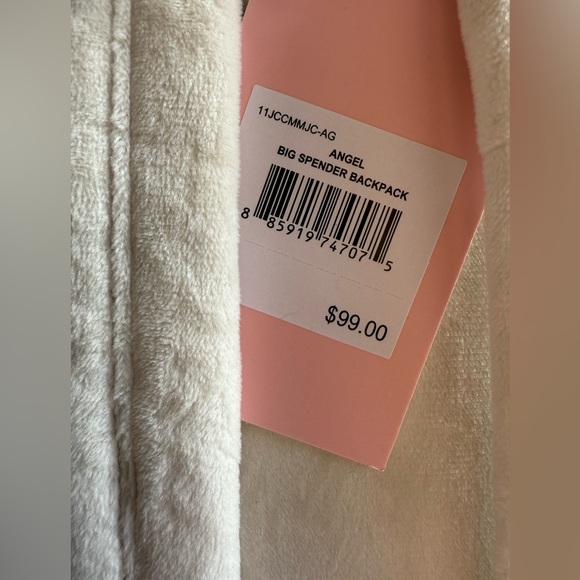 11JCCMMJC-AG
ANGEL
BIG SPENDER BACKPACK
8 85919 74707 5
$99.00